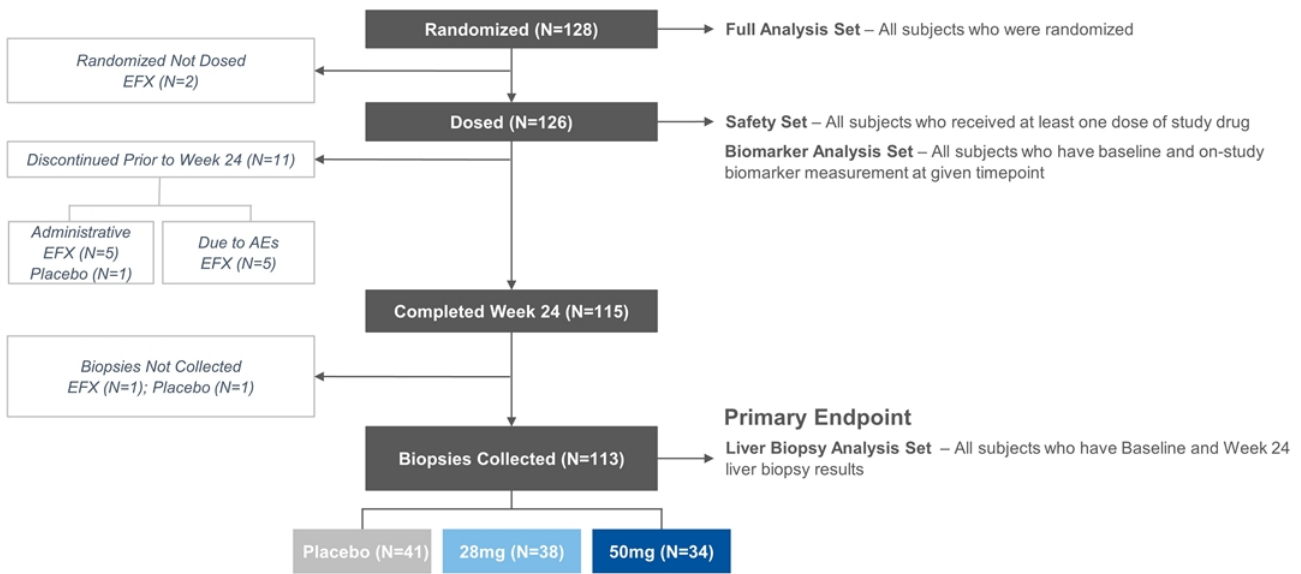 Randomized (N=128)
Full Analysis Set – All subjects who were randomized
Randomized Not Dosed
EFX (N=2)
Dosed (N=126)
Safety Set – All subjects who received at least one dose of study drug
Biomarker Analysis Set – All subjects who have baseline and on-study
biomarker measurement at given timepoint
Discontinued Prior to Week 24 (N=11)
Administrative
EFX (N=5)
Placebo (N=1)
Due to AEs
EFX (N=5)
Completed Week 24 (N=115)
Biopsies Not Collected
EFX (N=1); Placebo (N=1)
Biopsies Collected (N=113)
Primary Endpoint
Liver Biopsy Analysis Set – All subjects who have Baseline and Week 24
liver biopsy results
Placebo (N=41)
28mg (N=38)
50mg (N=34)